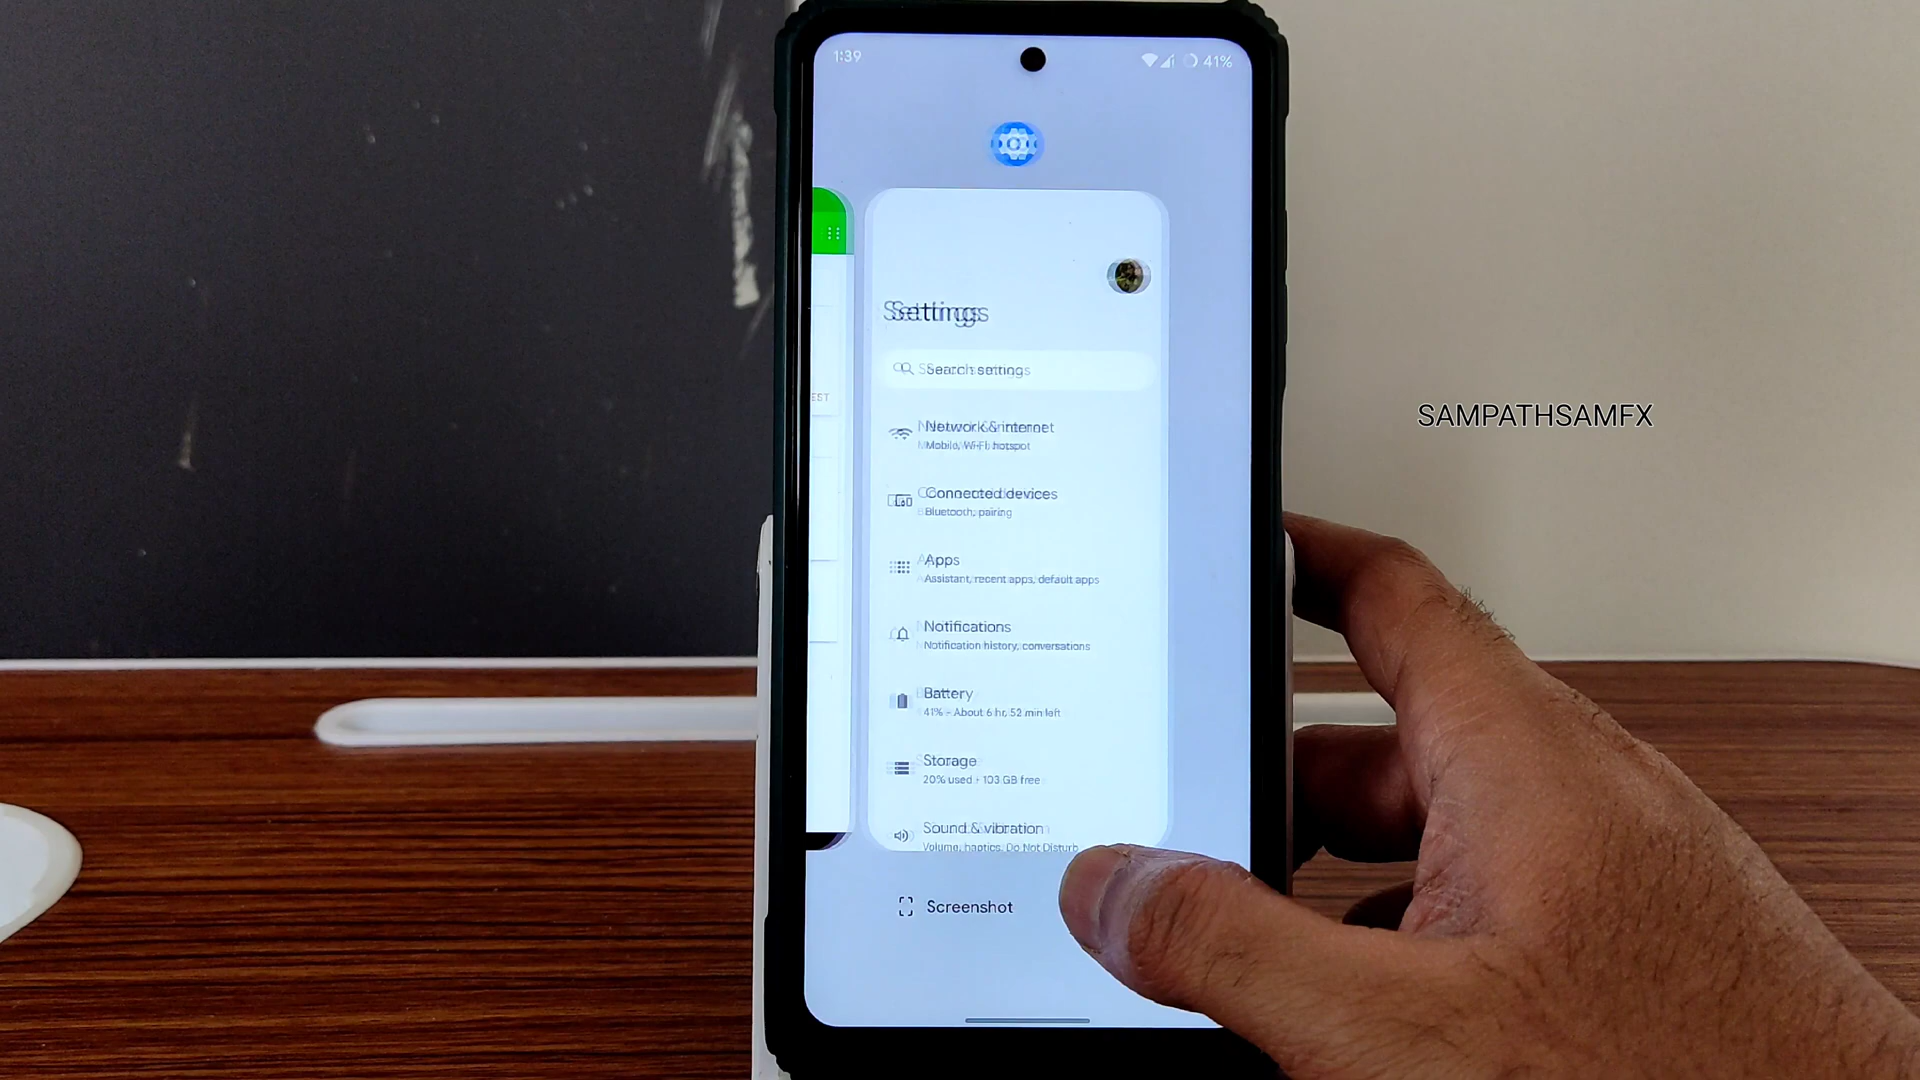 1:39
41%
Settings
Search settings
EST
Network & internet
Mobile, Wi-Fi, hotspot
Connected devices
Bluetooth, pairing
Apps
Assistant, recent apps, default apps
Notifications
Notification history, conversations
Battery
41% - About 6 hr, 52 min left
Storage
20% used - 103 GB free
Sound & vibration
Volume, haptics, Do Not Disturb
Screenshot
SAMPATHSAMFX